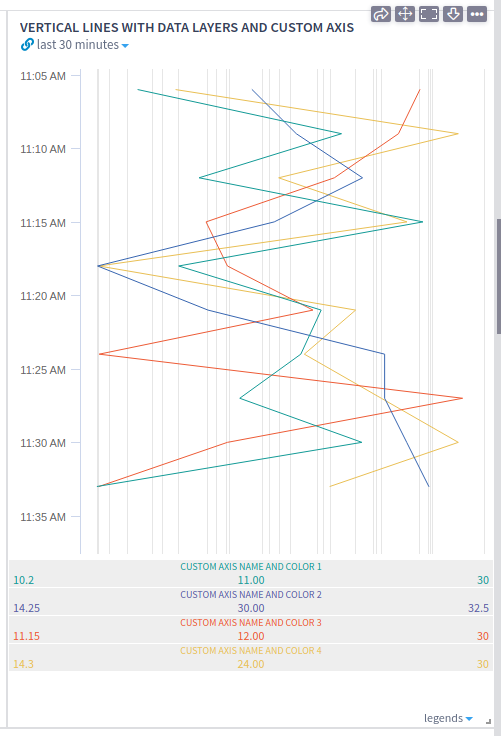 VERTICAL LINES WITH DATA LAYERS AND CUSTOM AXIS
last 30 minutes
11:05 AM
11:10 AM
11:15 AM
11:20 AM
11:25 AM
11:30 AM
11:35 AM
CUSTOM AXIS NAME AND COLOR 1
10.2 11.00 30
CUSTOM AXIS NAME AND COLOR 2
14.25 30.00 32.5
CUSTOM AXIS NAME AND COLOR 3
11.15 12.00 30
CUSTOM AXIS NAME AND COLOR 4
14.3 24.00 30
legends